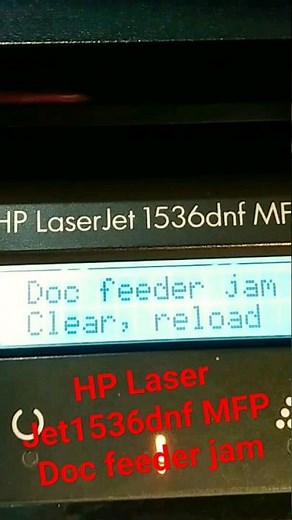 HP LaserJet 1536dnf MF
Doc feeder jam
Clear, reload
HP Laser
Jet1536dnf MFP
Doc feeder jam